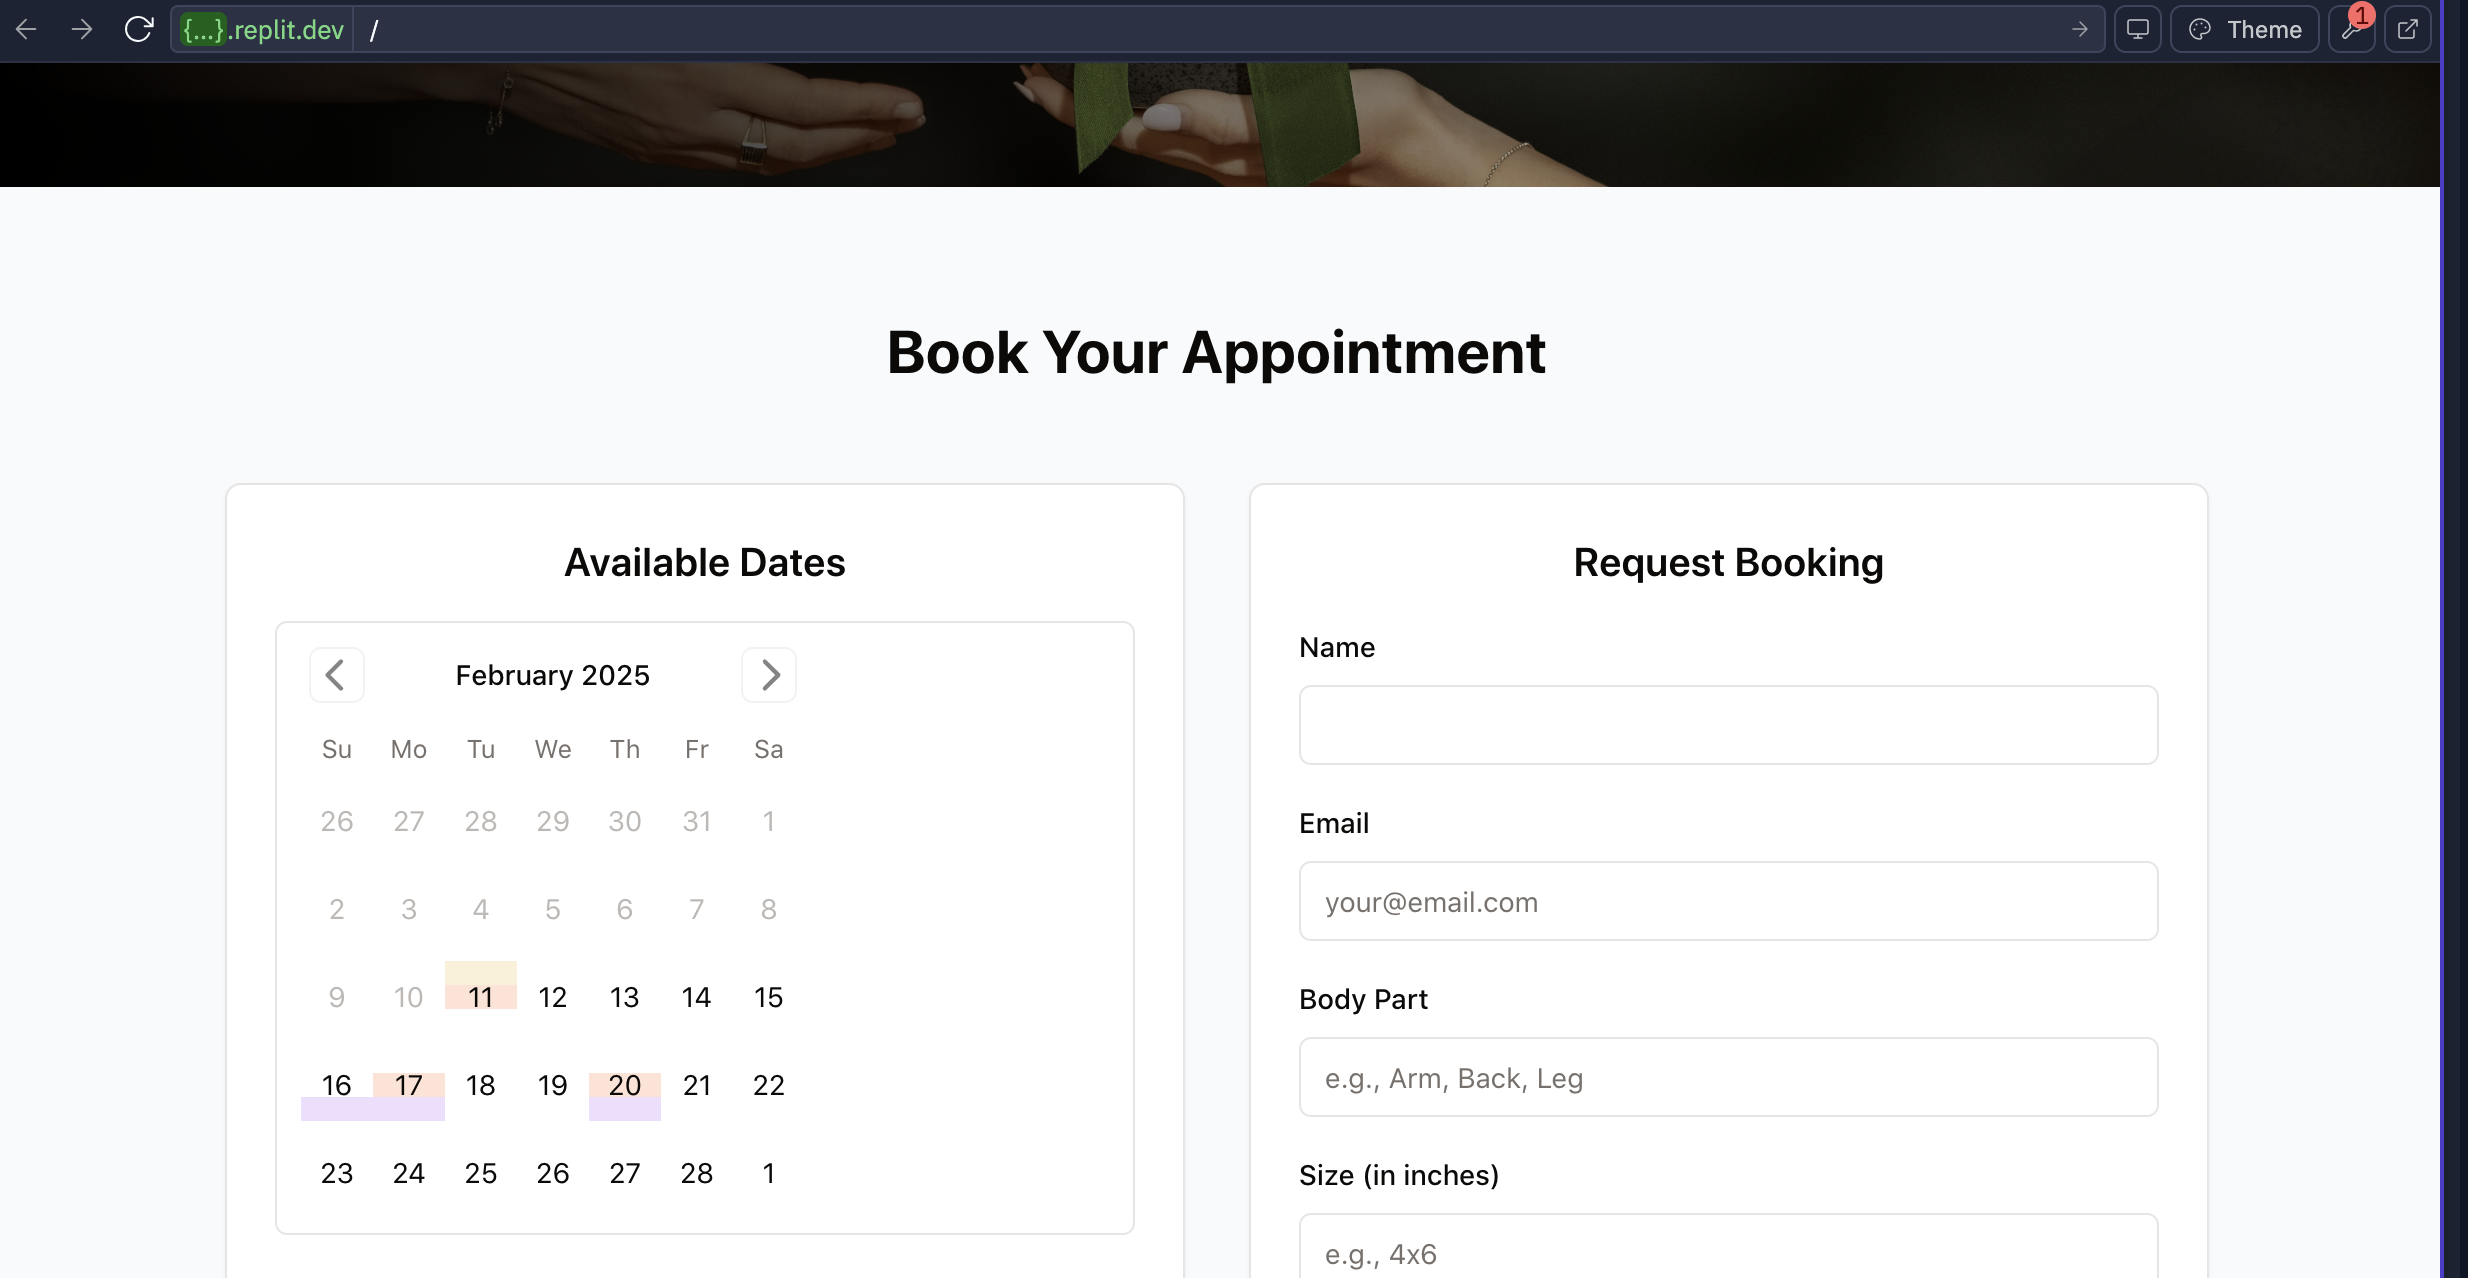 {...}.replit.dev /
Theme
1
Book Your Appointment
Available Dates
February 2025
Su Mo Tu We Th Fr Sa
26 27 28 29 30 31 1
2 3 4 5 6 7 8
9 10 11 12 13 14 15
16 17 18 19 20 21 22
23 24 25 26 27 28 1
Request Booking
Name
Email
your@email.com
Body Part
e.g., Arm, Back, Leg
Size (in inches)
e.g., 4x6